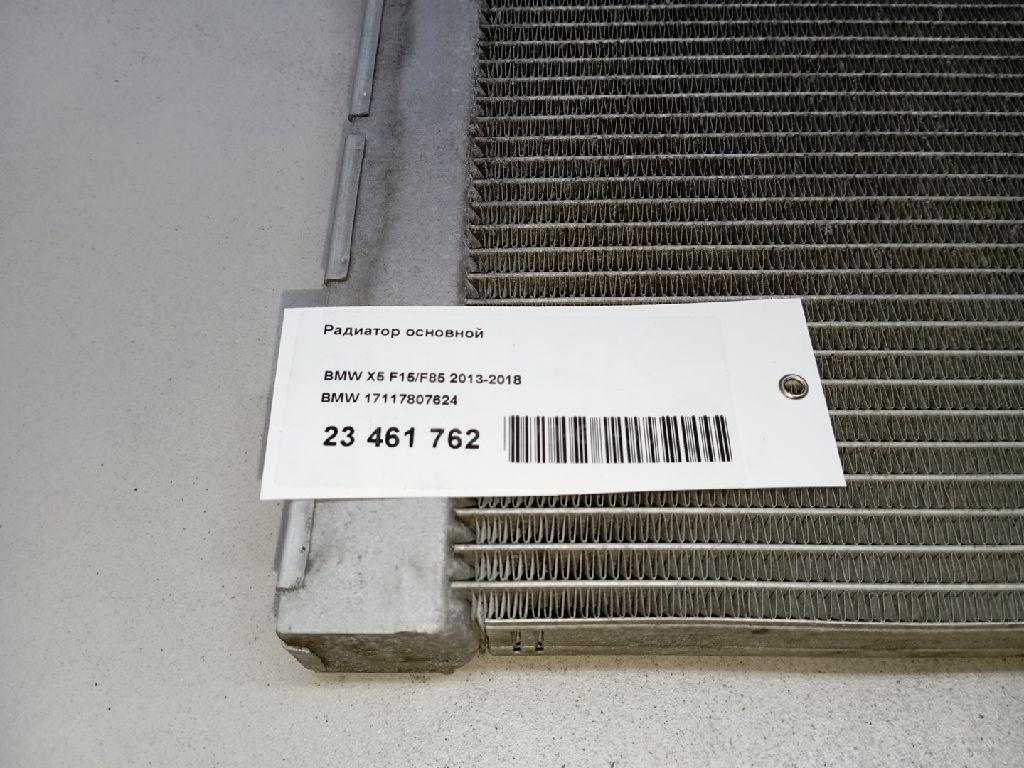 Радиатор основной
BMW X5 F15/F85 2013-2018
BMW 17117807624
23 461 762